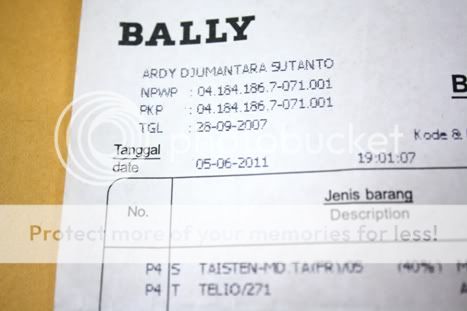 BALLY
ARDY DJUMANTARA SUTANTO
NPWP : 04.184.186.7-071.001
PKP : 04.184.186.7-071.001
TGL : 28-09-2007
B
Kode &
Tanggal
date 05-06-2011 19:01:07
No. Jenis barang
Description
photobucket
Protect more of your memories for less!
P4 S TAISTEN-MD.TA(FR)/05 (40%) M
P4 T TELIO/271